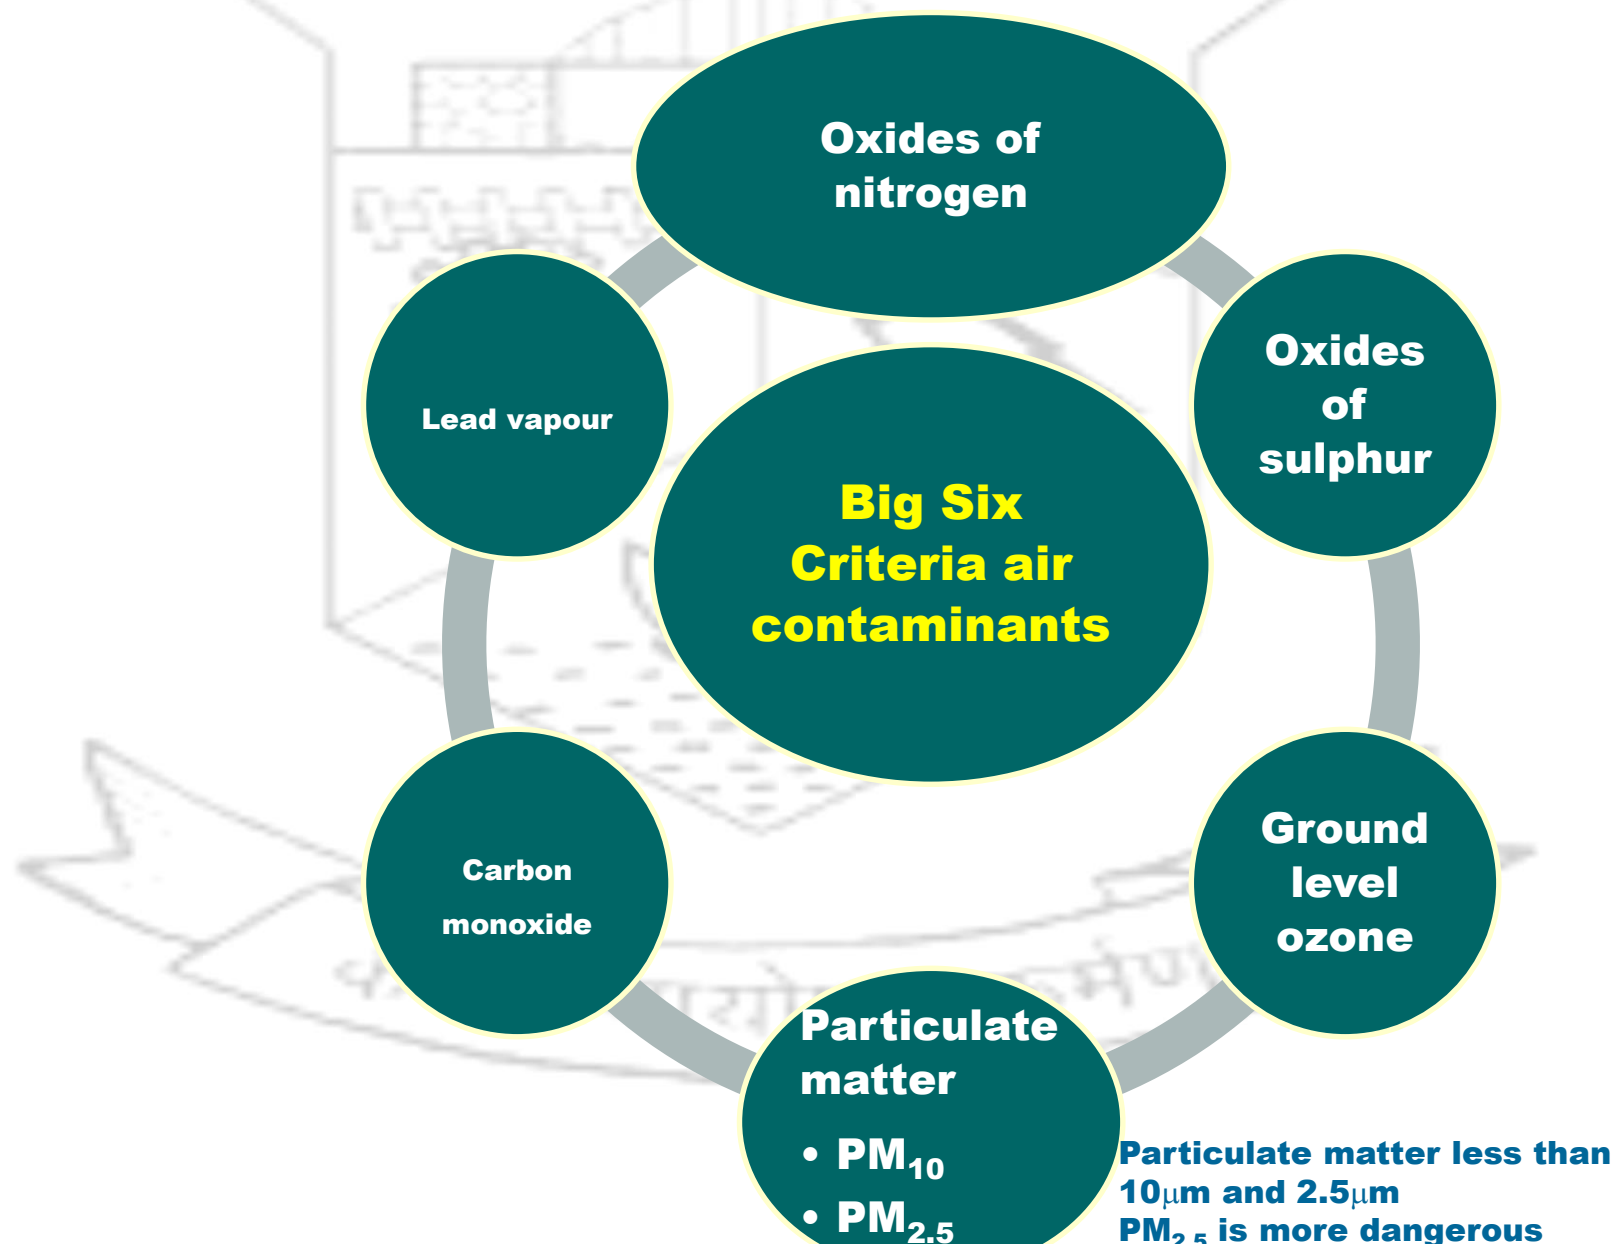 Oxides of
nitrogen
Oxides
of
sulphur
Lead vapour
Big Six
Criteria air
contaminants
Ground
level
ozone
Carbon
monoxide
Particulate
matter
• PM₁₀
• PM₂.₅
Particulate matter less than
10μm and 2.5μm
PM₂.₅ is more dangerous